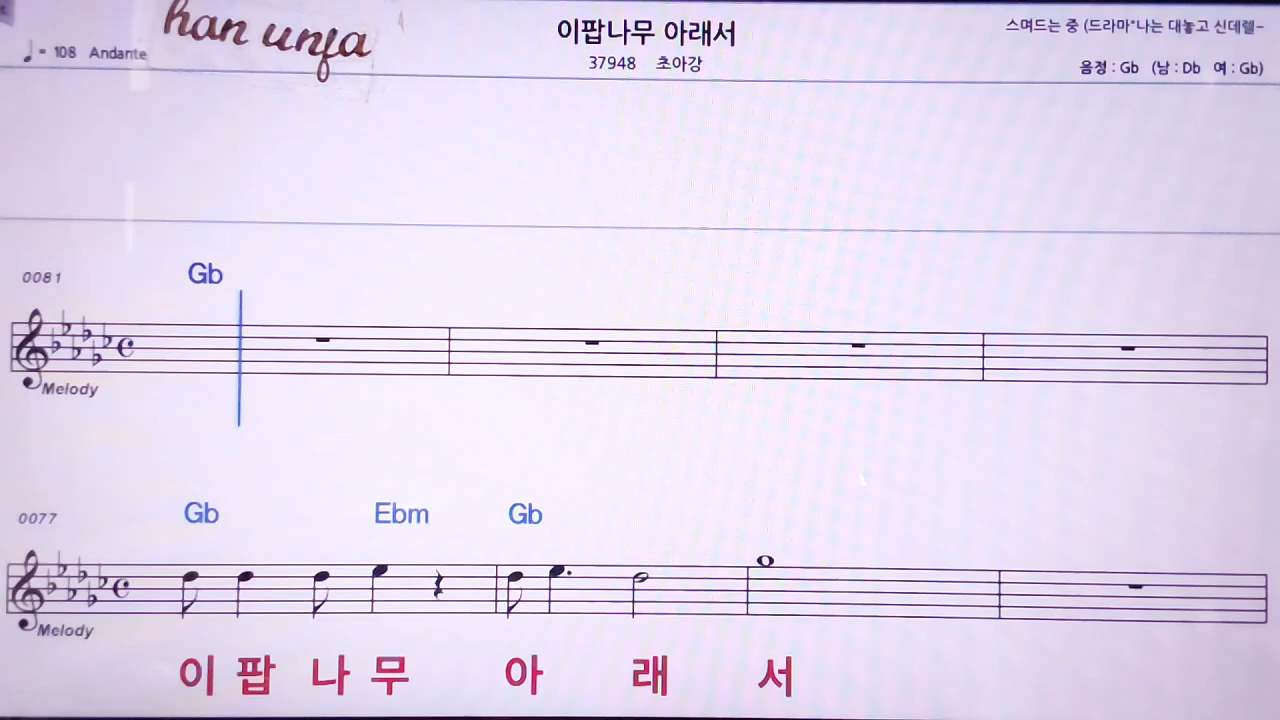 han unja
이팝나무 아래서
스며드는 중 (드라마"나는 대놓고 신데렐-
♩= 108 Andante
37948 초아강
음정 : Gb (남 : Db 여 : Gb)
0081 Gb
Melody
0077 Gb Ebm Gb
Melody
이 팝 나 무 아 래 서